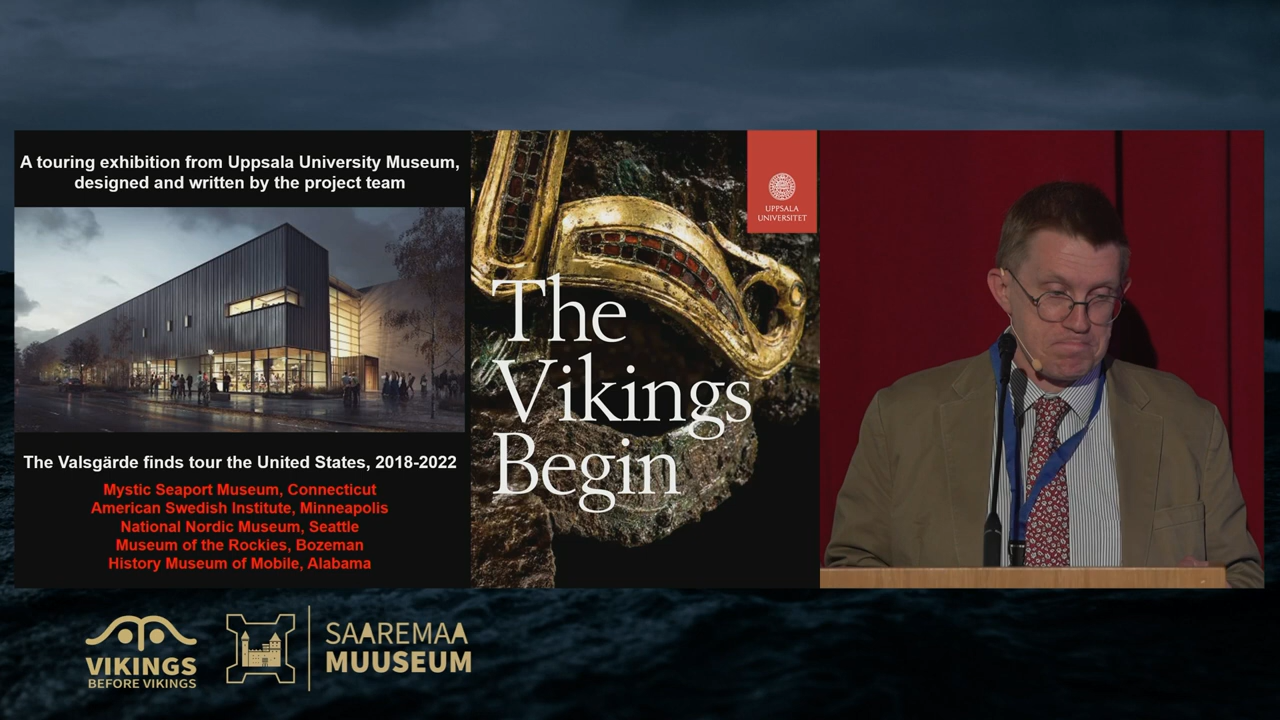 A touring exhibition from Uppsala University Museum,
designed and written by the project team
The Valsgärde finds tour the United States, 2018-2022
Mystic Seaport Museum, Connecticut
American Swedish Institute, Minneapolis
National Nordic Museum, Seattle
Museum of the Rockies, Bozeman
History Museum of Mobile, Alabama
UPPSALA
UNIVERSITET
The
Vikings
Begin
VIKINGS
BEFORE VIKINGS
SAAREMAA
MUUSEUM